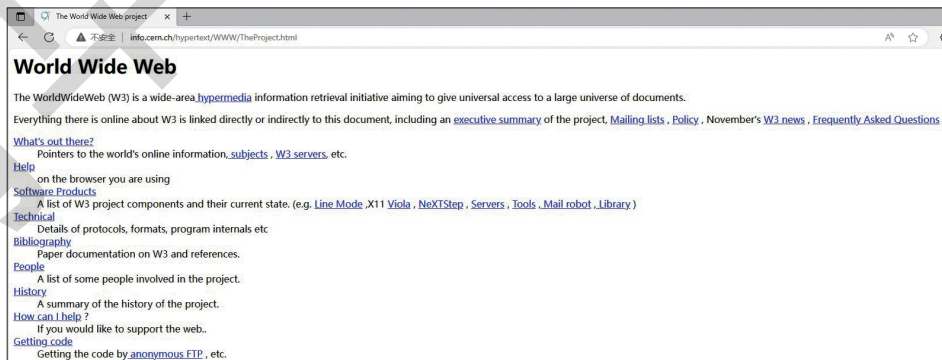 The World Wide Web project
不安全 | info.cern.ch/hypertext/WWW/TheProject.html
World Wide Web
The WorldWideWeb (W3) is a wide-area hypermedia information retrieval initiative aiming to give universal access to a large universe of documents.
Everything there is online about W3 is linked directly or indirectly to this document, including an executive summary of the project, Mailing lists , Policy , November's W3 news , Frequently Asked Questions
What's out there?
Pointers to the world's online information, subjects , W3 servers, etc.
Help
on the browser you are using
Software Products
A list of W3 project components and their current state. (e.g. Line Mode ,X11 Viola , NeXTStep , Servers , Tools , Mail robot , Library )
Technical
Details of protocols, formats, program internals etc
Bibliography
Paper documentation on W3 and references.
People
A list of some people involved in the project.
History
A summary of the history of the project.
How can I help ?
If you would like to support the web..
Getting code
Getting the code by anonymous FTP , etc.